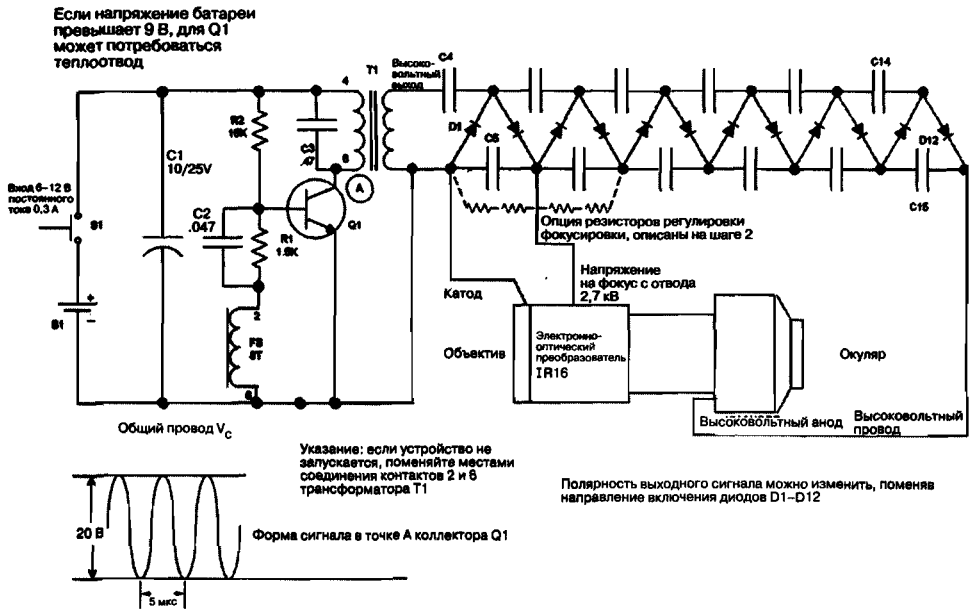 Если напряжение батареи
превышает 9 В, для Q1
может потребоваться
теплоотвод
4
T1
Высоко-
вольтный
выход
C4
C14
R2
15K
C3
.47
D1
C5
D12
C1
10/25V
6
A
C15
Вход 6–12 В
постоянного
тока 0,3 А
S1
C2
.047
Q1
R1
1.5K
Опция резисторов регулировки
фокусировки, описаны на шаге 2
Напряжение
на фокус с отвода
2,7 кВ
Катод
+
–
B1
2
FB
8T
Объектив
Электронно-
оптический
преобразователь
IR16
Окуляр
Общий провод VC
Высоковольтный анод
Высоковольтный
провод
Указание: если устройство не
запускается, поменяйте местами
соединения контактов 2 и 6
трансформатора T1
Полярность выходного сигнала можно изменить, поменяв
направление включения диодов D1–D12
20 В
Форма сигнала в точке А коллектора Q1
5 мкс